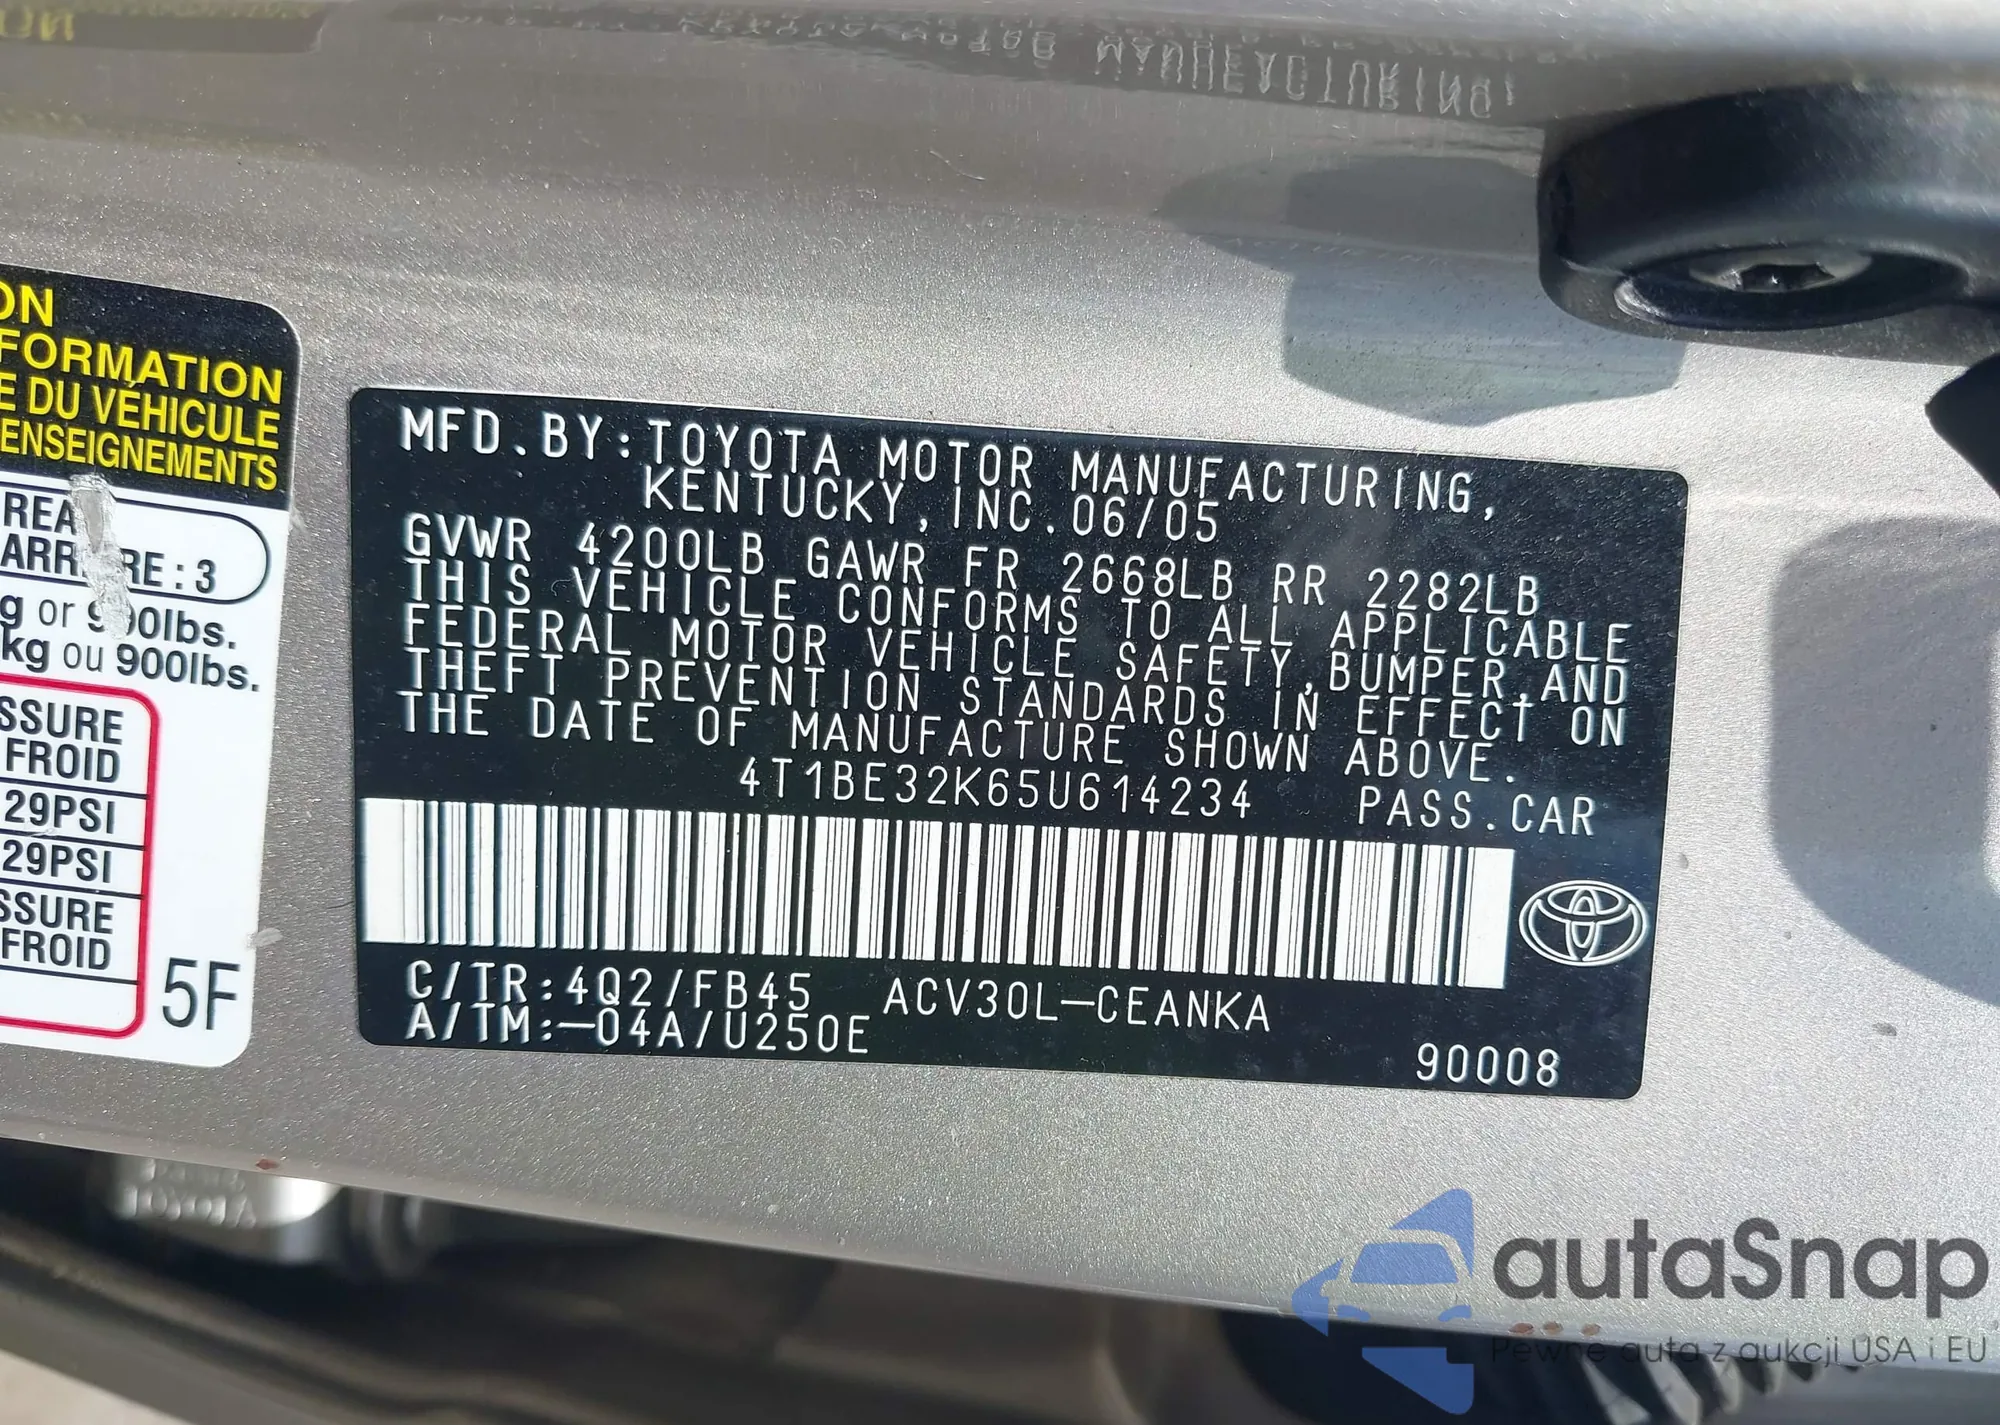 ON
FORMATION
E DU VÉHICULE
ENSEIGNEMENTS
REA
ARR RE : 3
g or 900lbs.
kg ou 900lbs.
SSURE
FROID
29PSI
29PSI
SSURE
FROID
5F
MFD.BY:TOYOTA MOTOR MANUFACTURING,
KENTUCKY,INC.06/05
GVWR 4200LB GAWR FR 2668LB RR 2282LB
THIS VEHICLE CONFORMS TO ALL APPLICABLE
FEDERAL MOTOR VEHICLE SAFETY,BUMPER,AND
THEFT PREVENTION STANDARDS IN EFFECT ON
THE DATE OF MANUFACTURE SHOWN ABOVE.
4T1BE32K65U614234 PASS.CAR
C/TR:4Q2/FB45 ACV30L-CEANKA
A/TM:-04A/U250E
90008
TOYOTA
autaSnap
Pewne auta z aukcji USA i EU